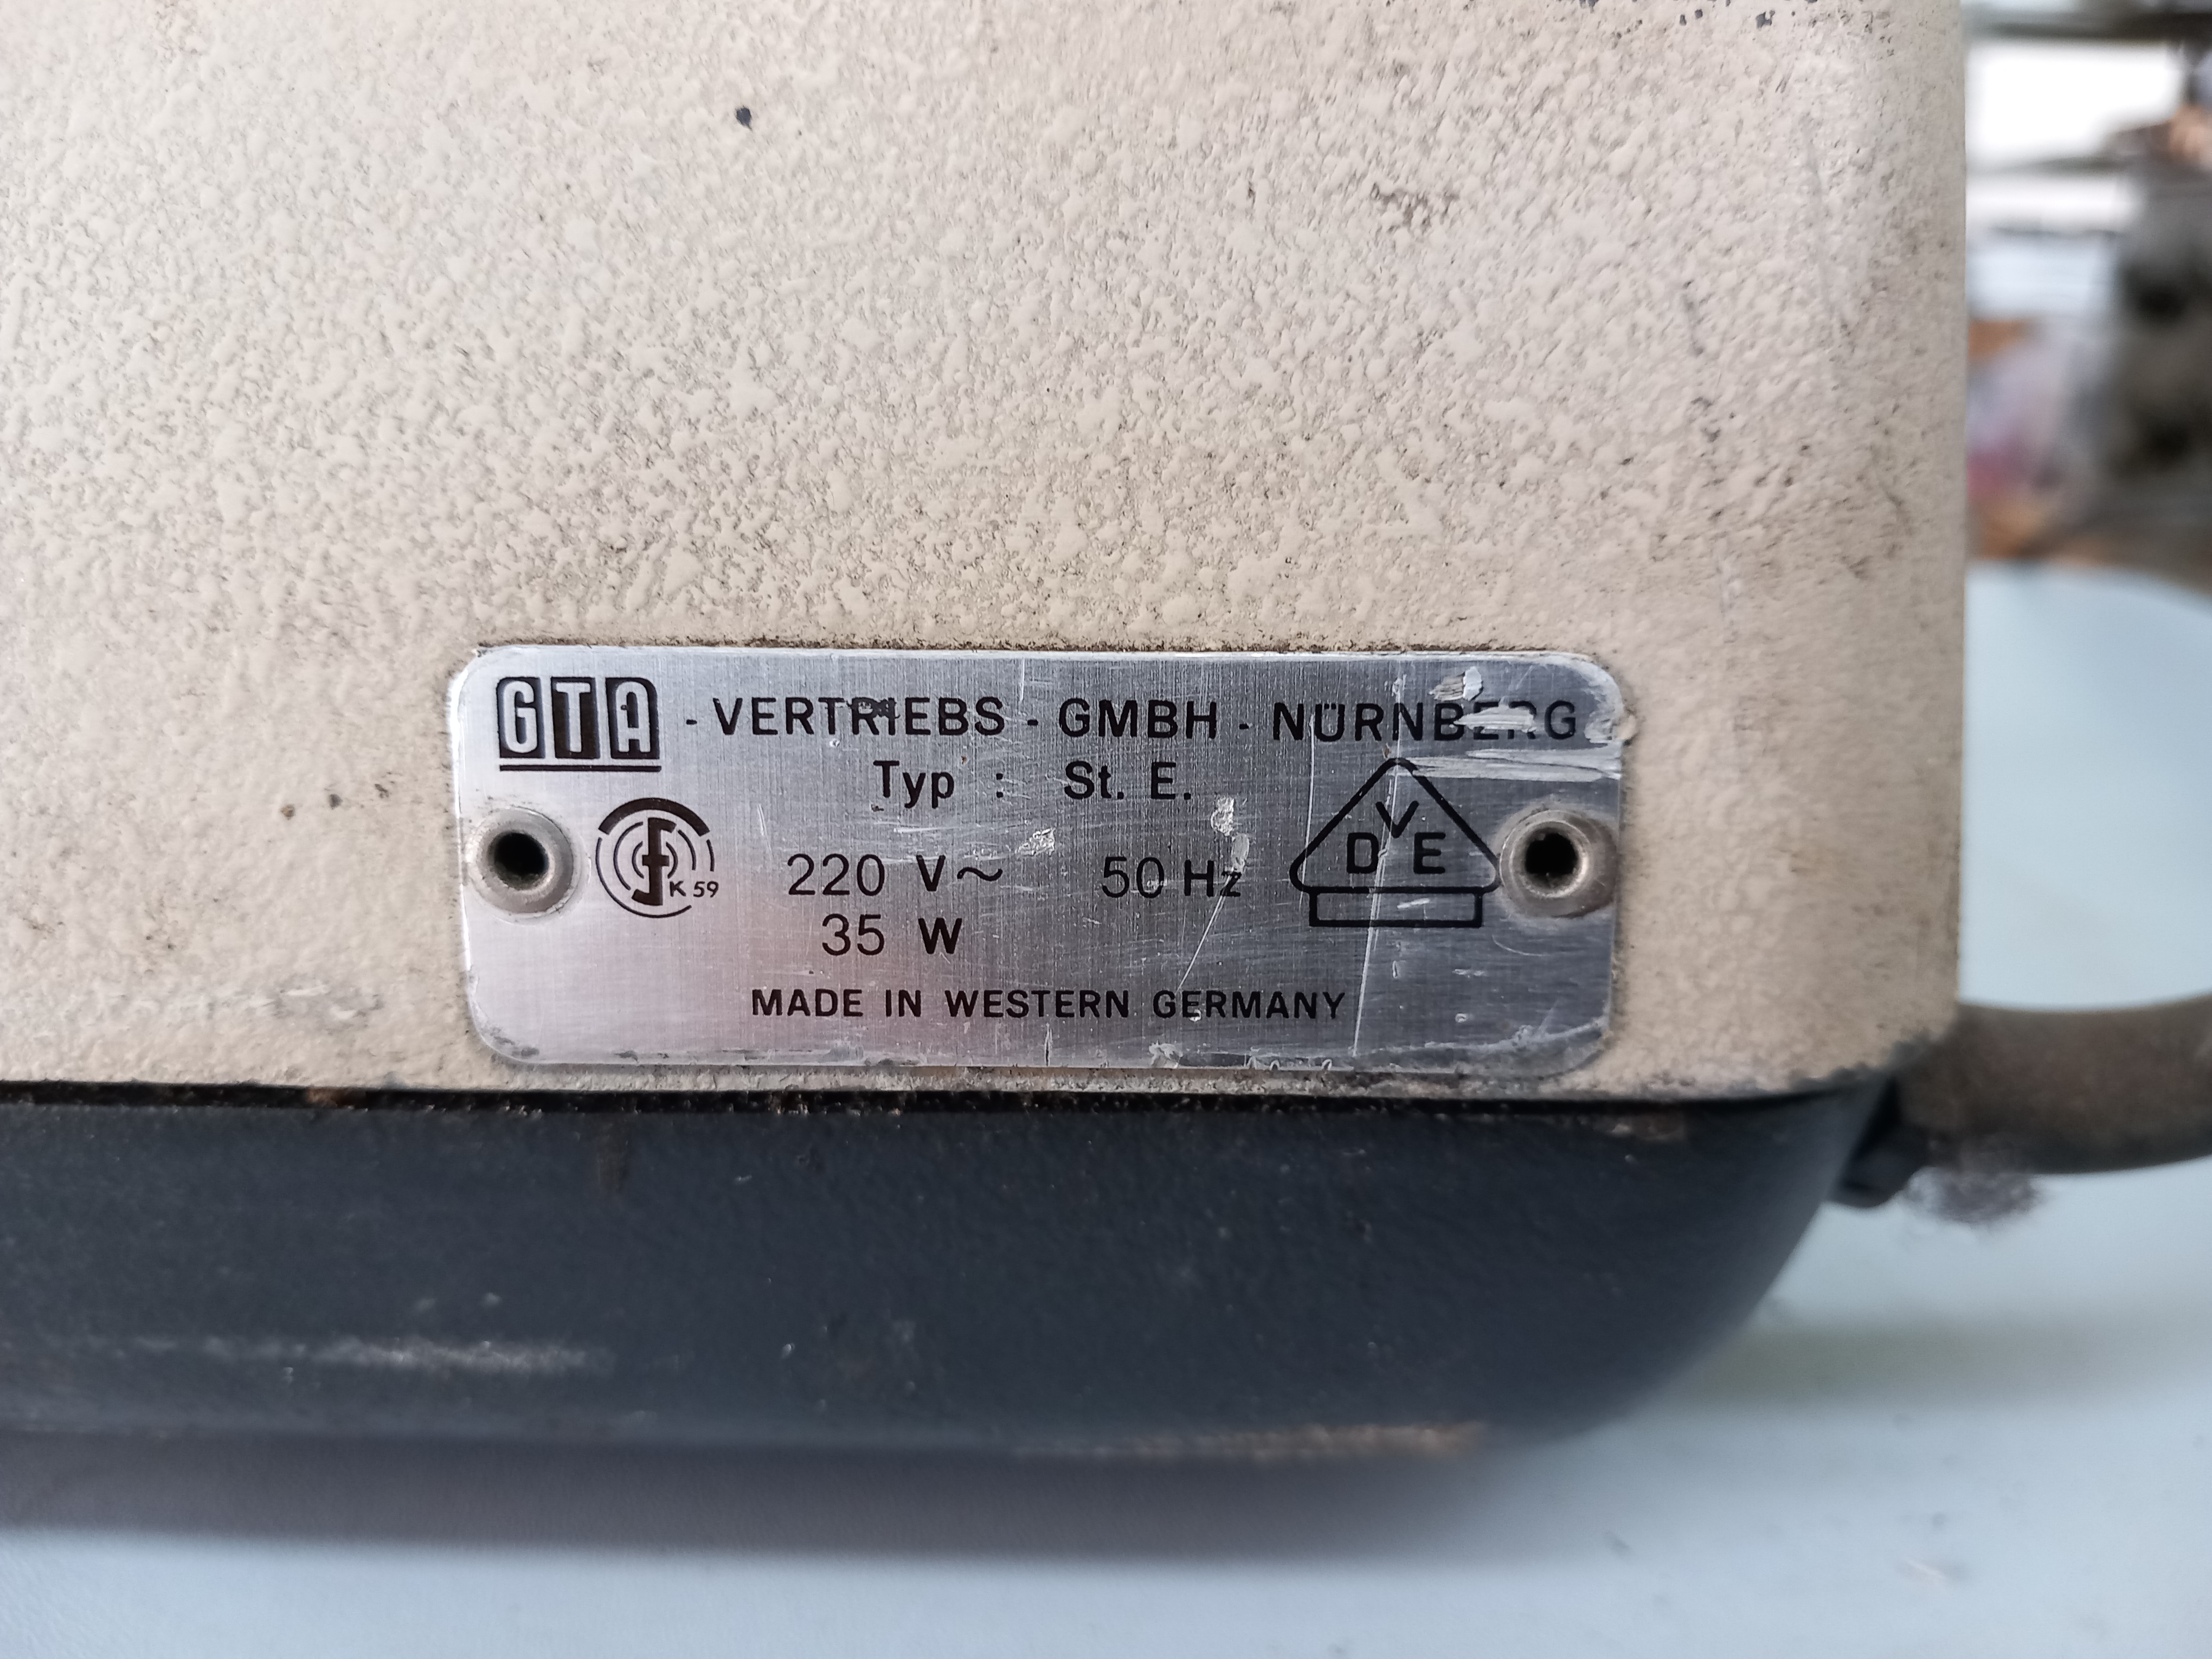 GTA - VERTRIEBS - GMBH - NÜRNBERG
Typ : St. E.
F K 59
220 V~ 50 Hz
VDE
35 W
MADE IN WESTERN GERMANY